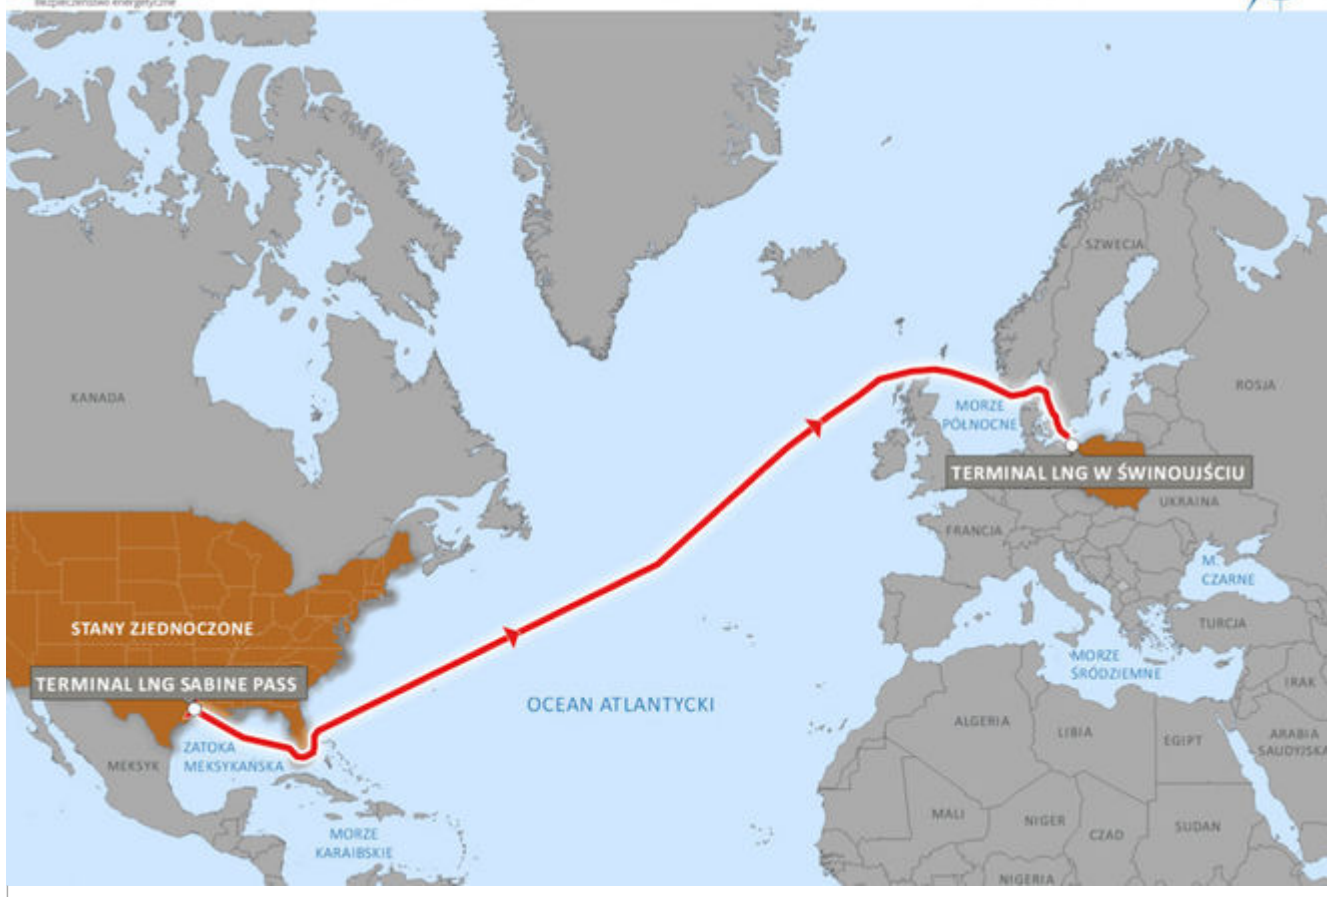 Bezpieczeństwo energetyczne
SZWECJA
KANADA
ROSJA
MORZE
PÓŁNOCNE
TERMINAL LNG W ŚWINOUJŚCIU
UKRAINA
FRANCJA
M.
CZARNE
STANY ZJEDNOCZONE
TURCJA
MORZE
ŚRÓDZIEMNE
TERMINAL LNG SABINE PASS
IRAK
OCEAN ATLANTYCKI
ALGERIA
LIBIA
EGIPT
ARABIA
SAUDYJSKA
ZATOKA
MEKSYKAŃSKA
MEKSYK
MALI
NIGER
CZAD
SUDAN
MORZE
KARAIBSKIE
NIGERIA